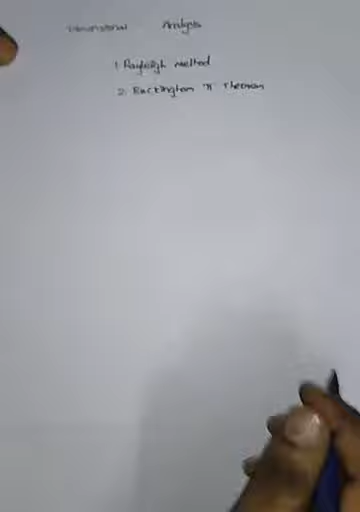 Dimensional Analysis
1. Rayleigh method
2. Buckingham π Theorem